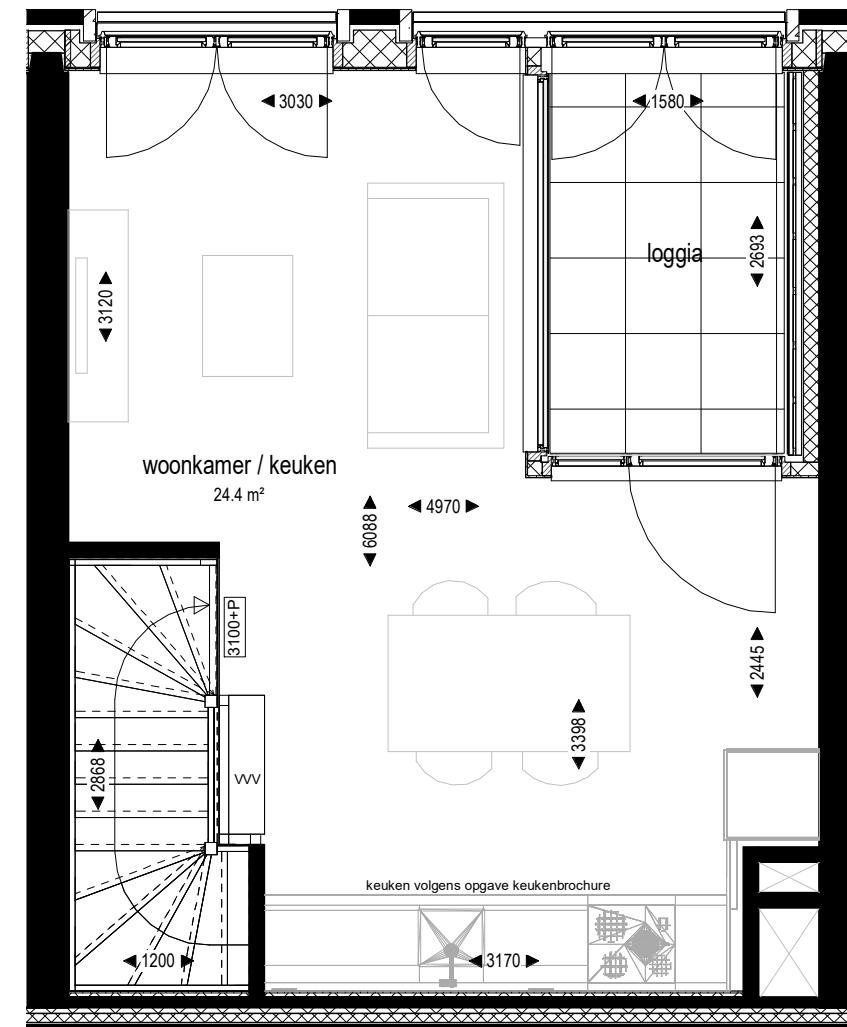 3030
1580
loggia
2693
3120
woonkamer / keuken
24.4 m²
6088
4970
3100+P
2445
3398
2868
VVV
keuken volgens opgave keukenbrochure
1200
3170